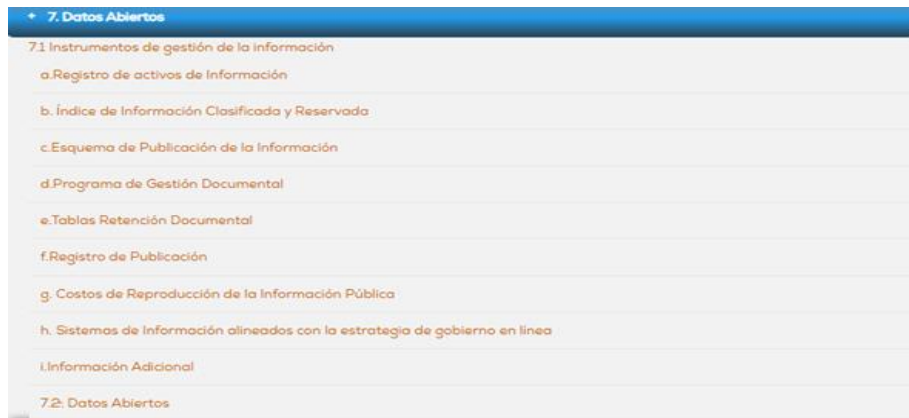 + 7. Datos Abiertos
7.1 Instrumentos de gestión de la información
a.Registro de activos de Información
b. Índice de Información Clasificada y Reservada
c.Esquema de Publicación de la Información
d.Programa de Gestión Documental
e.Tablas Retención Documental
f.Registro de Publicación
g. Costos de Reproducción de la Información Pública
h. Sistemas de Información alineados con la estrategia de gobierno en línea
i.Información Adicional
7.2: Datos Abiertos